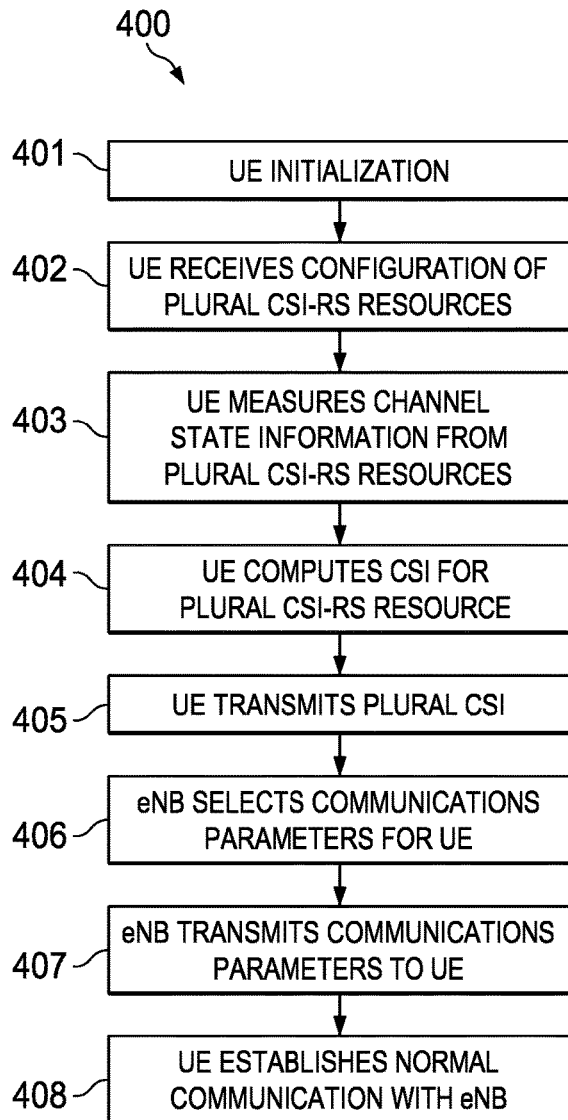 400
401
UE INITIALIZATION
402
UE RECEIVES CONFIGURATION OF
PLURAL CSI-RS RESOURCES
403
UE MEASURES CHANNEL
STATE INFORMATION FROM
PLURAL CSI-RS RESOURCES
404
UE COMPUTES CSI FOR
PLURAL CSI-RS RESOURCE
405
UE TRANSMITS PLURAL CSI
406
eNB SELECTS COMMUNICATIONS
PARAMETERS FOR UE
407
eNB TRANSMITS COMMUNICATIONS
PARAMETERS TO UE
408
UE ESTABLISHES NORMAL
COMMUNICATION WITH eNB